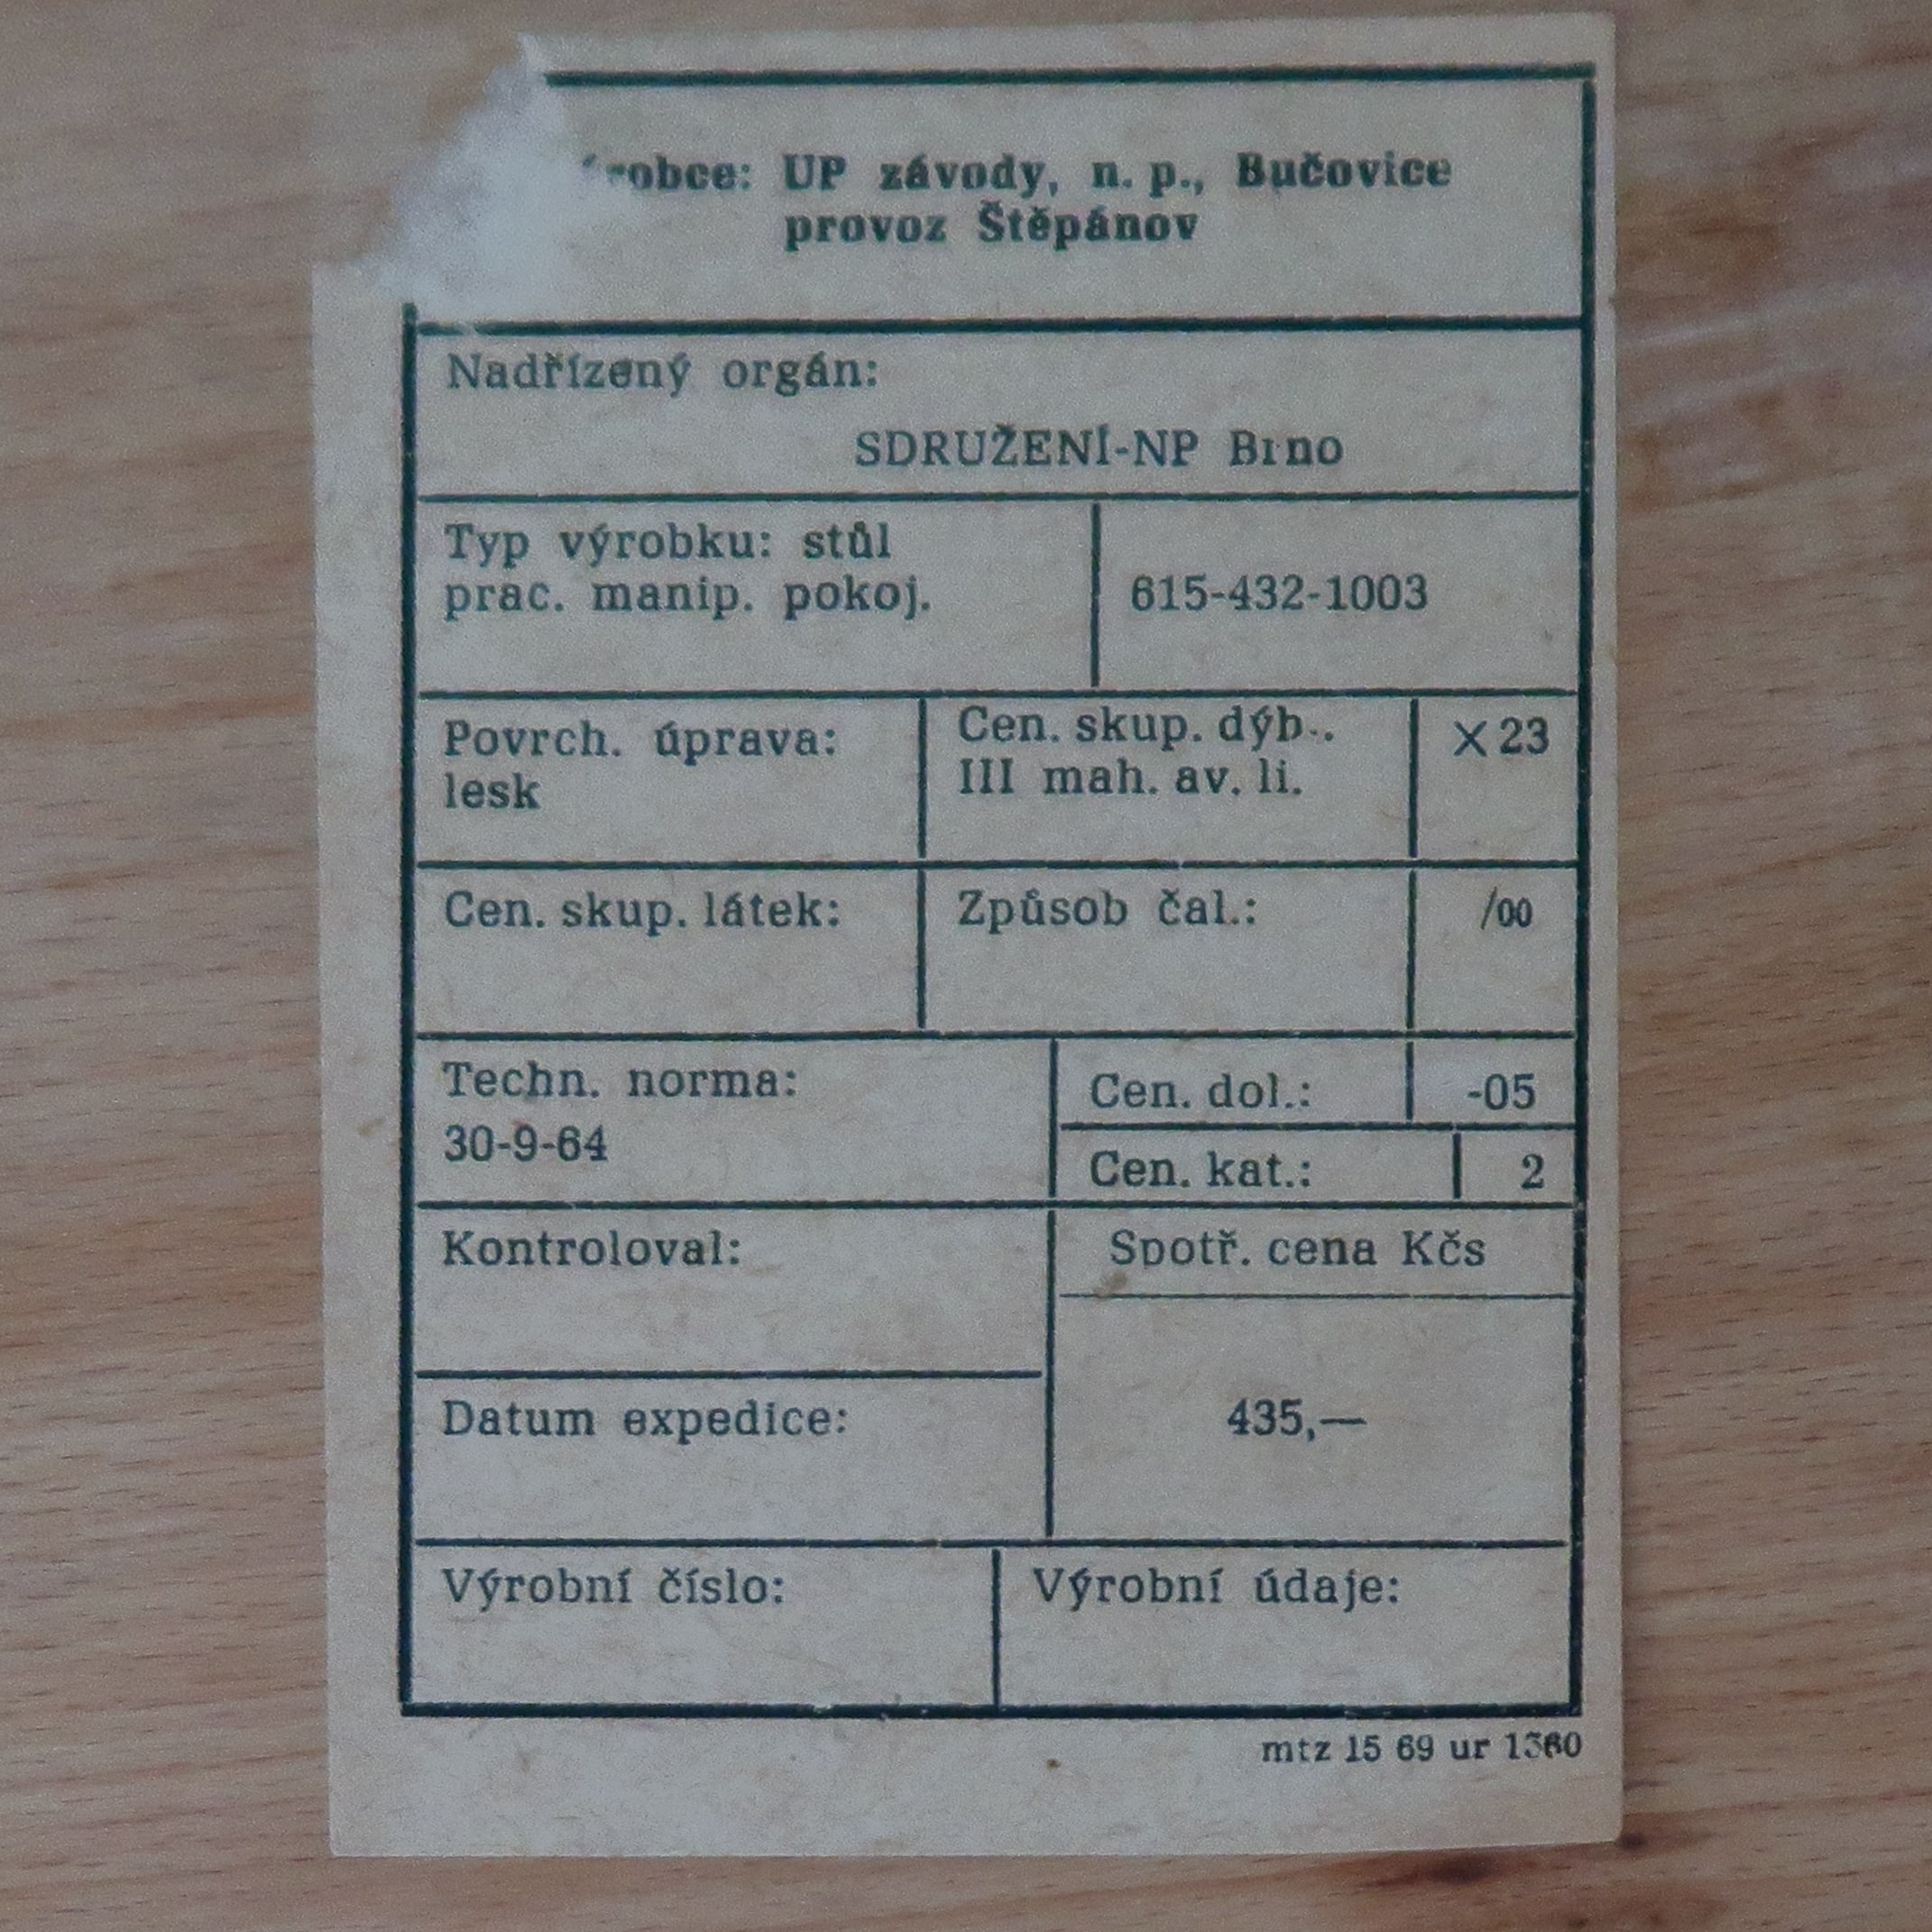 robce: UP závody, n. p., Bučovice
provoz Štěpánov
Nadřízený orgán:
SDRUŽENÍ-NP Brno
Typ výrobku: stůl
prac. manip. pokoj.
615-432-1003
Povrch. úprava:
lesk
Cen. skup. dýh..
III mah. av. li.
X 23
Cen. skup. látek:
Způsob čal.:
/00
Techn. norma:
30-9-64
Cen. dol.:
-05
Cen. kat.:
2
Kontroloval:
Spotř. cena Kčs
435,—
Datum expedice:
Výrobní číslo:
Výrobní údaje:
mtz 15 69 ur